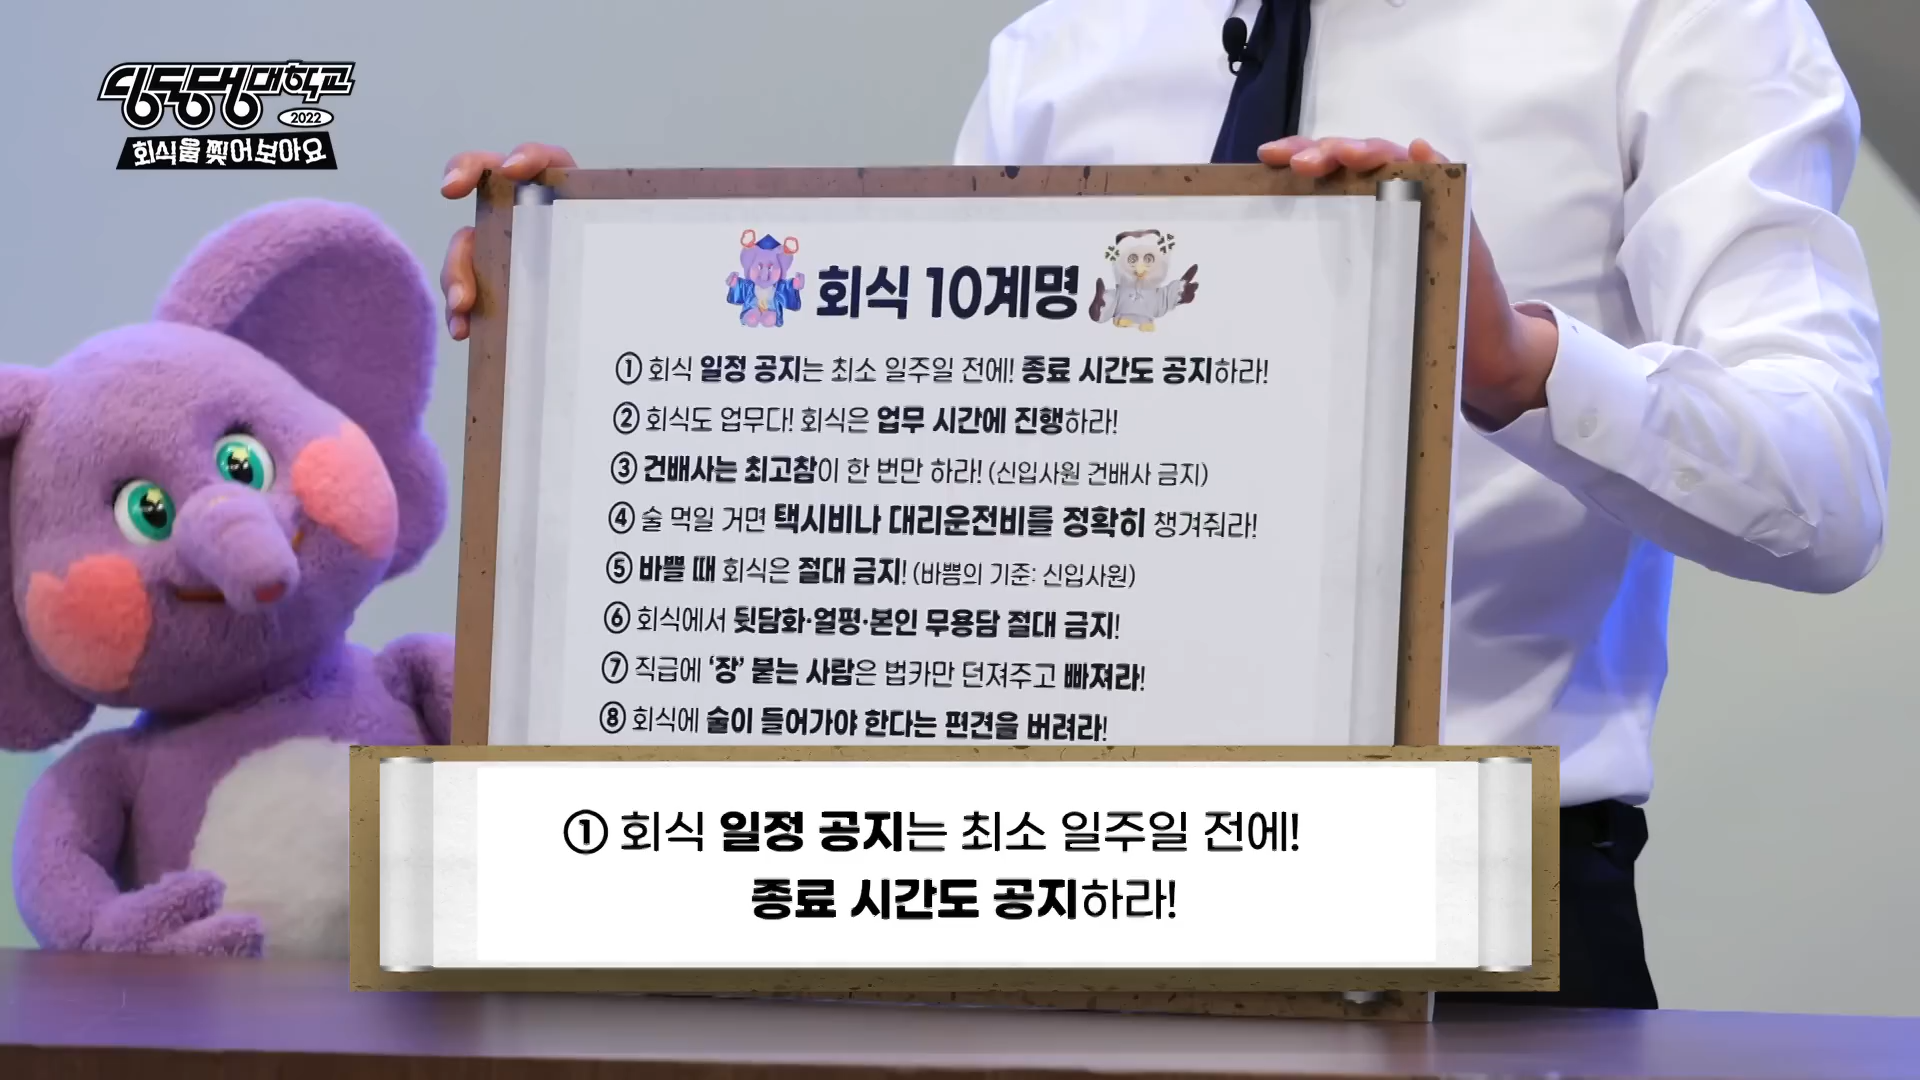 딩동댕대학교
2022
회식을 찢어보아요
회식 10계명
① 회식 일정 공지는 최소 일주일 전에! 종료 시간도 공지하라!
② 회식도 업무다! 회식은 업무 시간에 진행하라!
③ 건배사는 최고참이 한 번만 하라! (신입사원 건배사 금지)
④ 술 먹일 거면 택시비나 대리운전비를 정확히 챙겨줘라!
⑤ 바쁠 때 회식은 절대 금지! (바쁨의 기준: 신입사원)
⑥ 회식에서 뒷담화·얼평·본인 무용담 절대 금지!
⑦ 직급에 ‘장’ 붙는 사람은 법카만 던져주고 빠져라!
⑧ 회식에 술이 들어가야 한다는 편견을 버려라!
① 회식 일정 공지는 최소 일주일 전에!
종료 시간도 공지하라!